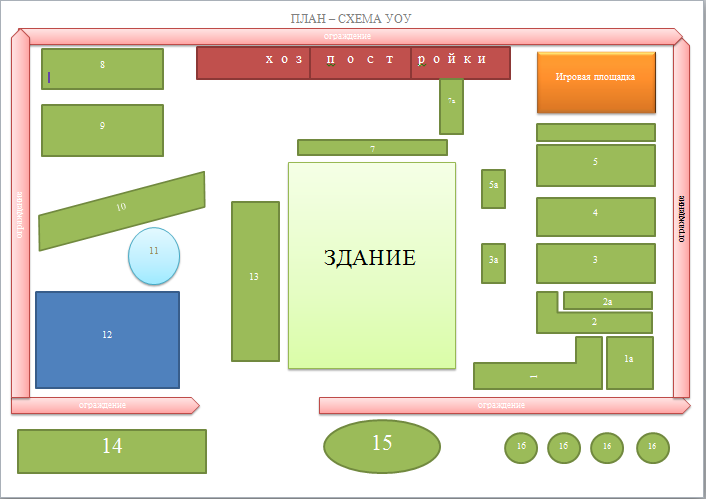 ПЛАН – СХЕМА УОУ
ограждение
8
х о з п о с т р о й к и
Игровая площадка
7а
9
7
5
5а
10
4
ограждение
ограждение
11
ЗДАНИЕ
3а
3
13
2а
2
12
1а
1
ограждение
ограждение
14
15
16
16
16
16